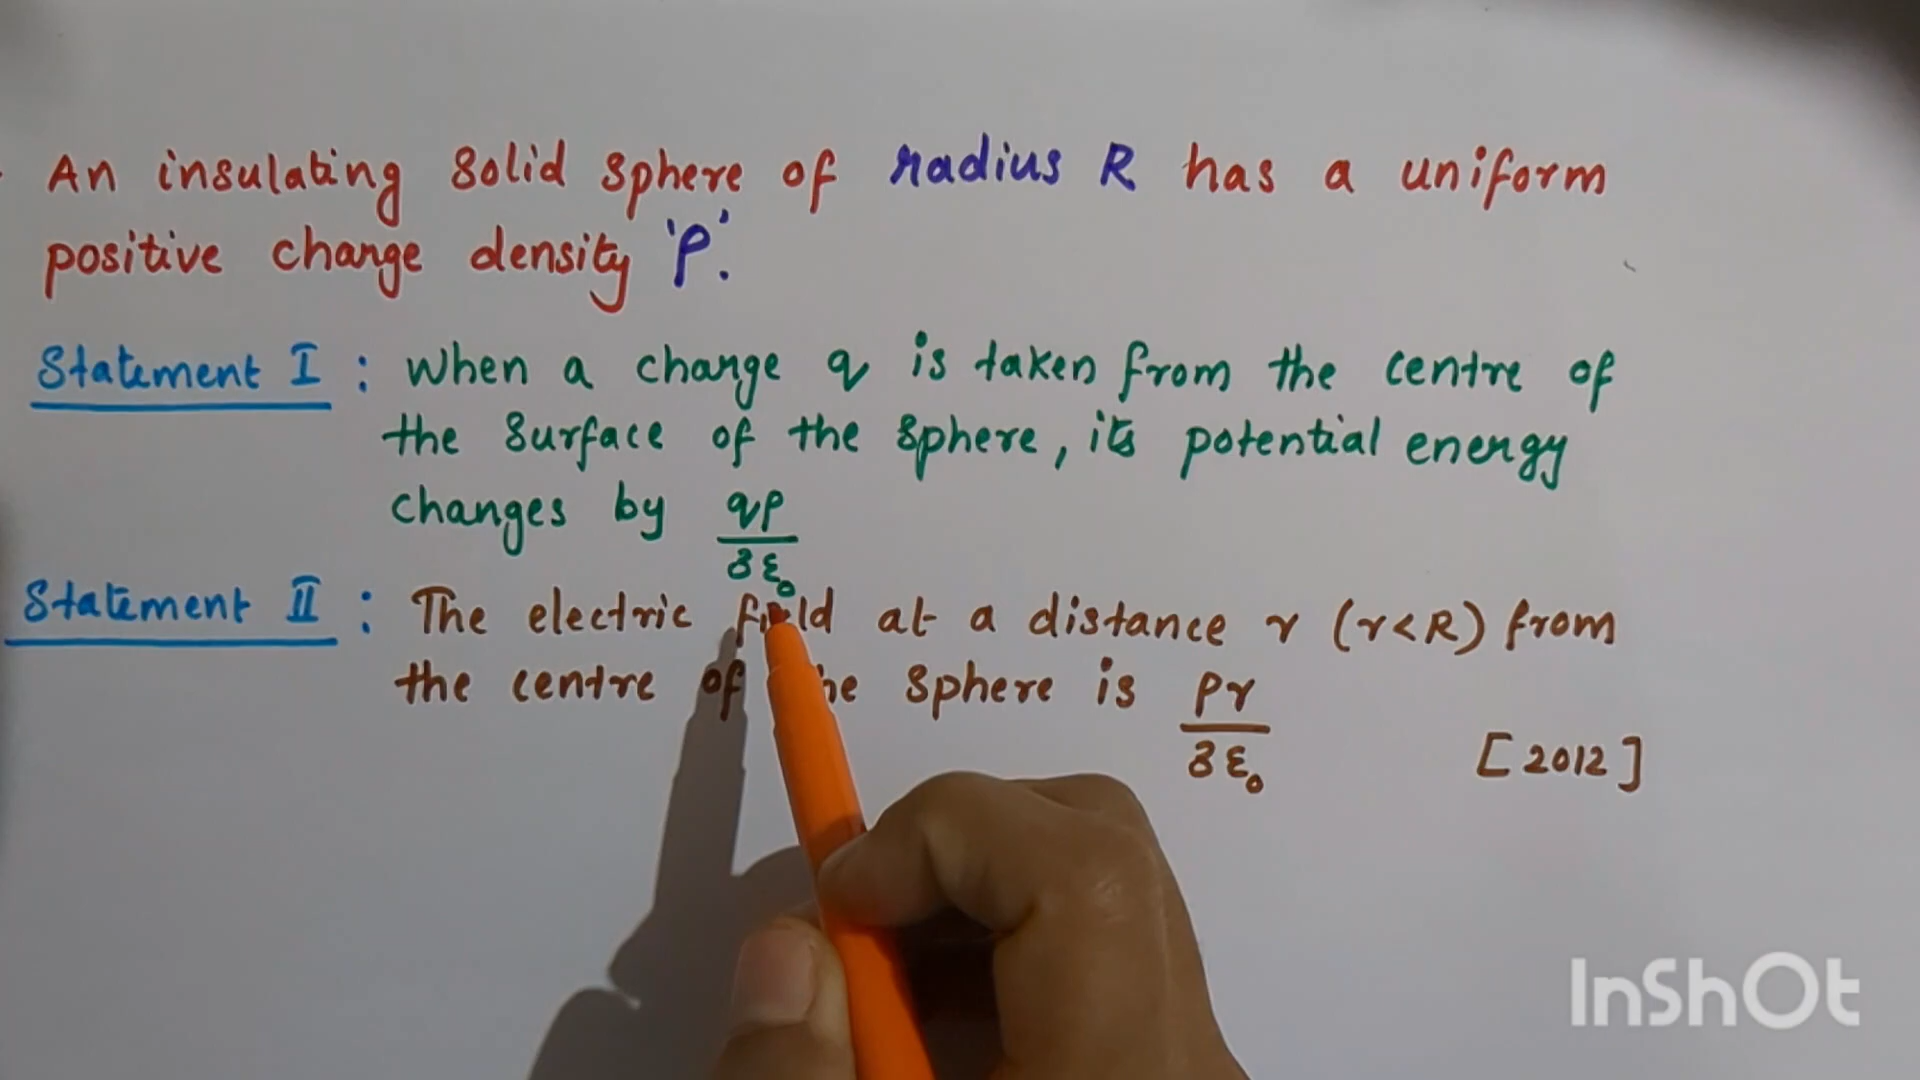 An insulating solid sphere of radius R has a uniform
positive charge density 'ρ'.
Statement I : When a charge q is taken from the centre of
the surface of the sphere, its potential energy
changes by qρ/3ε₀
Statement II : The electric field at a distance r (r<R) from
the centre of the sphere is ρr/3ε₀
[2012]
InShOt